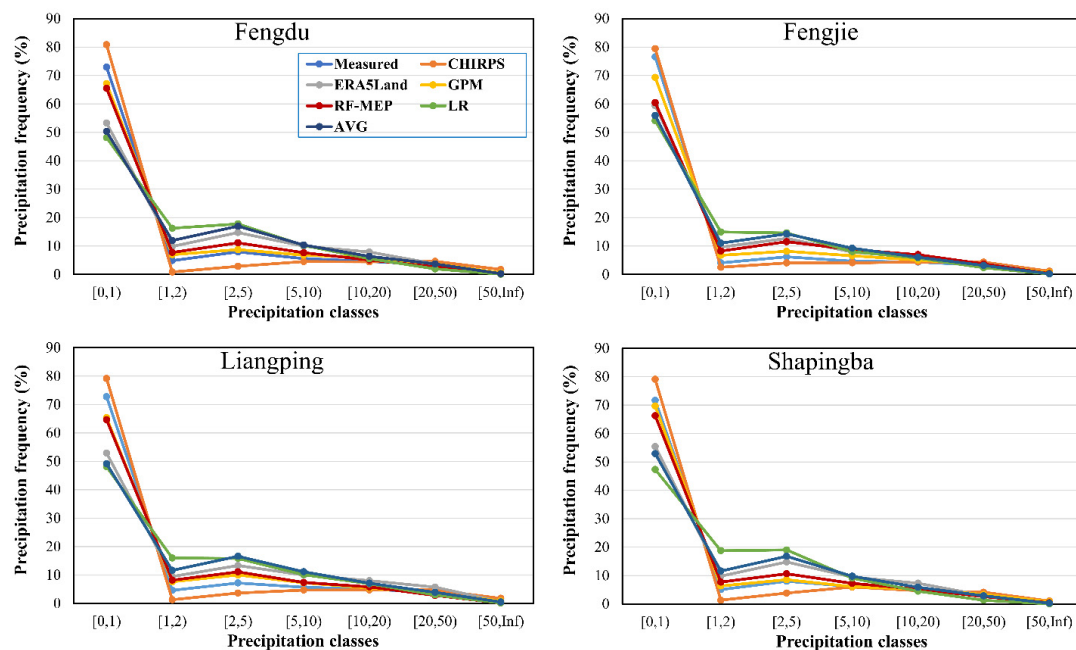 Fengdu
Precipitation frequency (%)
90
80
70
60
50
40
30
20
10
0
Measured CHIRPS
ERA5Land GPM
RF-MEP LR
AVG
[0,1) [1,2) [2,5) [5,10) [10,20) [20,50) [50,Inf)
Precipitation classes
Fengjie
Precipitation frequency (%)
90
80
70
60
50
40
30
20
10
0
[0,1) [1,2) [2,5) [5,10) [10,20) [20,50) [50,Inf)
Precipitation classes
Liangping
Precipitation frequency (%)
90
80
70
60
50
40
30
20
10
0
[0,1) [1,2) [2,5) [5,10) [10,20) [20,50) [50,Inf)
Precipitation classes
Shapingba
Precipitation frequency (%)
90
80
70
60
50
40
30
20
10
0
[0,1) [1,2) [2,5) [5,10) [10,20) [20,50) [50,Inf)
Precipitation classes